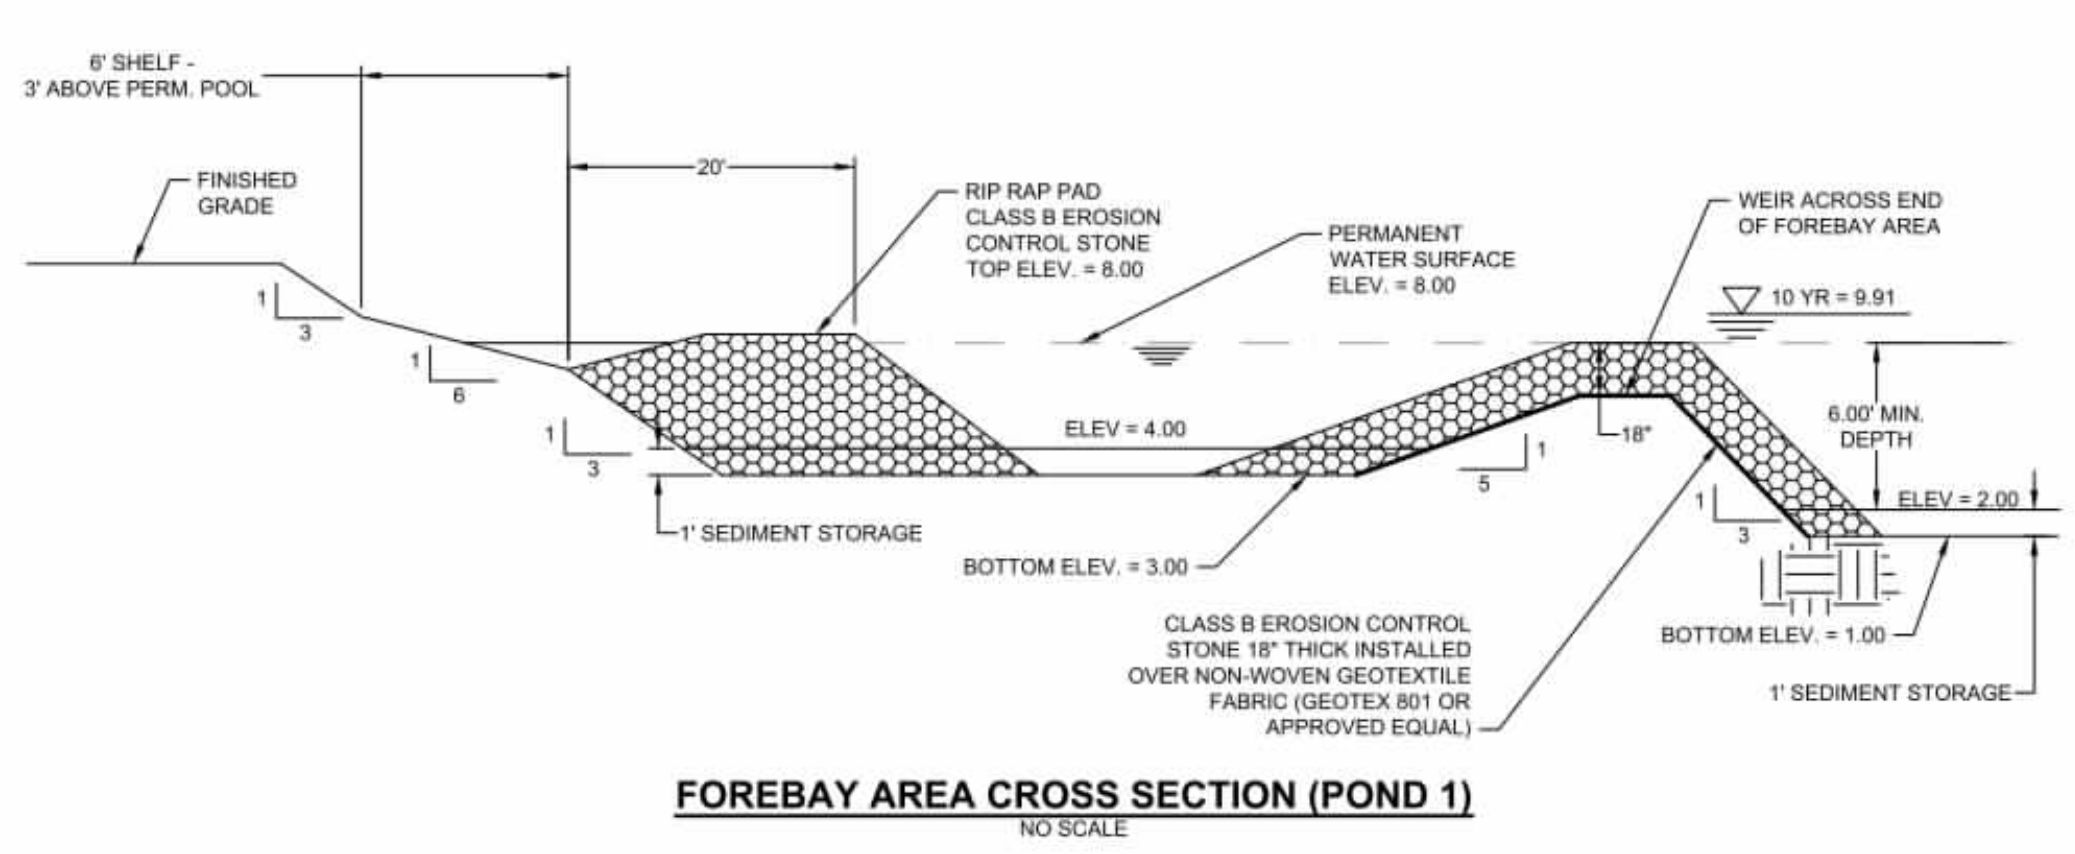 6' SHELF -
3' ABOVE PERM. POOL
FINISHED
GRADE
1
3
1
6
1
3
20'
RIP RAP PAD
CLASS B EROSION
CONTROL STONE
TOP ELEV. = 8.00
PERMANENT
WATER SURFACE
ELEV. = 8.00
WEIR ACROSS END
OF FOREBAY AREA
10 YR = 9.91
ELEV = 4.00
18"
6.00' MIN.
DEPTH
1
5
1
3
ELEV = 2.00
1' SEDIMENT STORAGE
BOTTOM ELEV. = 3.00
CLASS B EROSION CONTROL
STONE 18" THICK INSTALLED
OVER NON-WOVEN GEOTEXTILE
FABRIC (GEOTEX 801 OR
APPROVED EQUAL)
BOTTOM ELEV. = 1.00
1' SEDIMENT STORAGE
FOREBAY AREA CROSS SECTION (POND 1)
NO SCALE